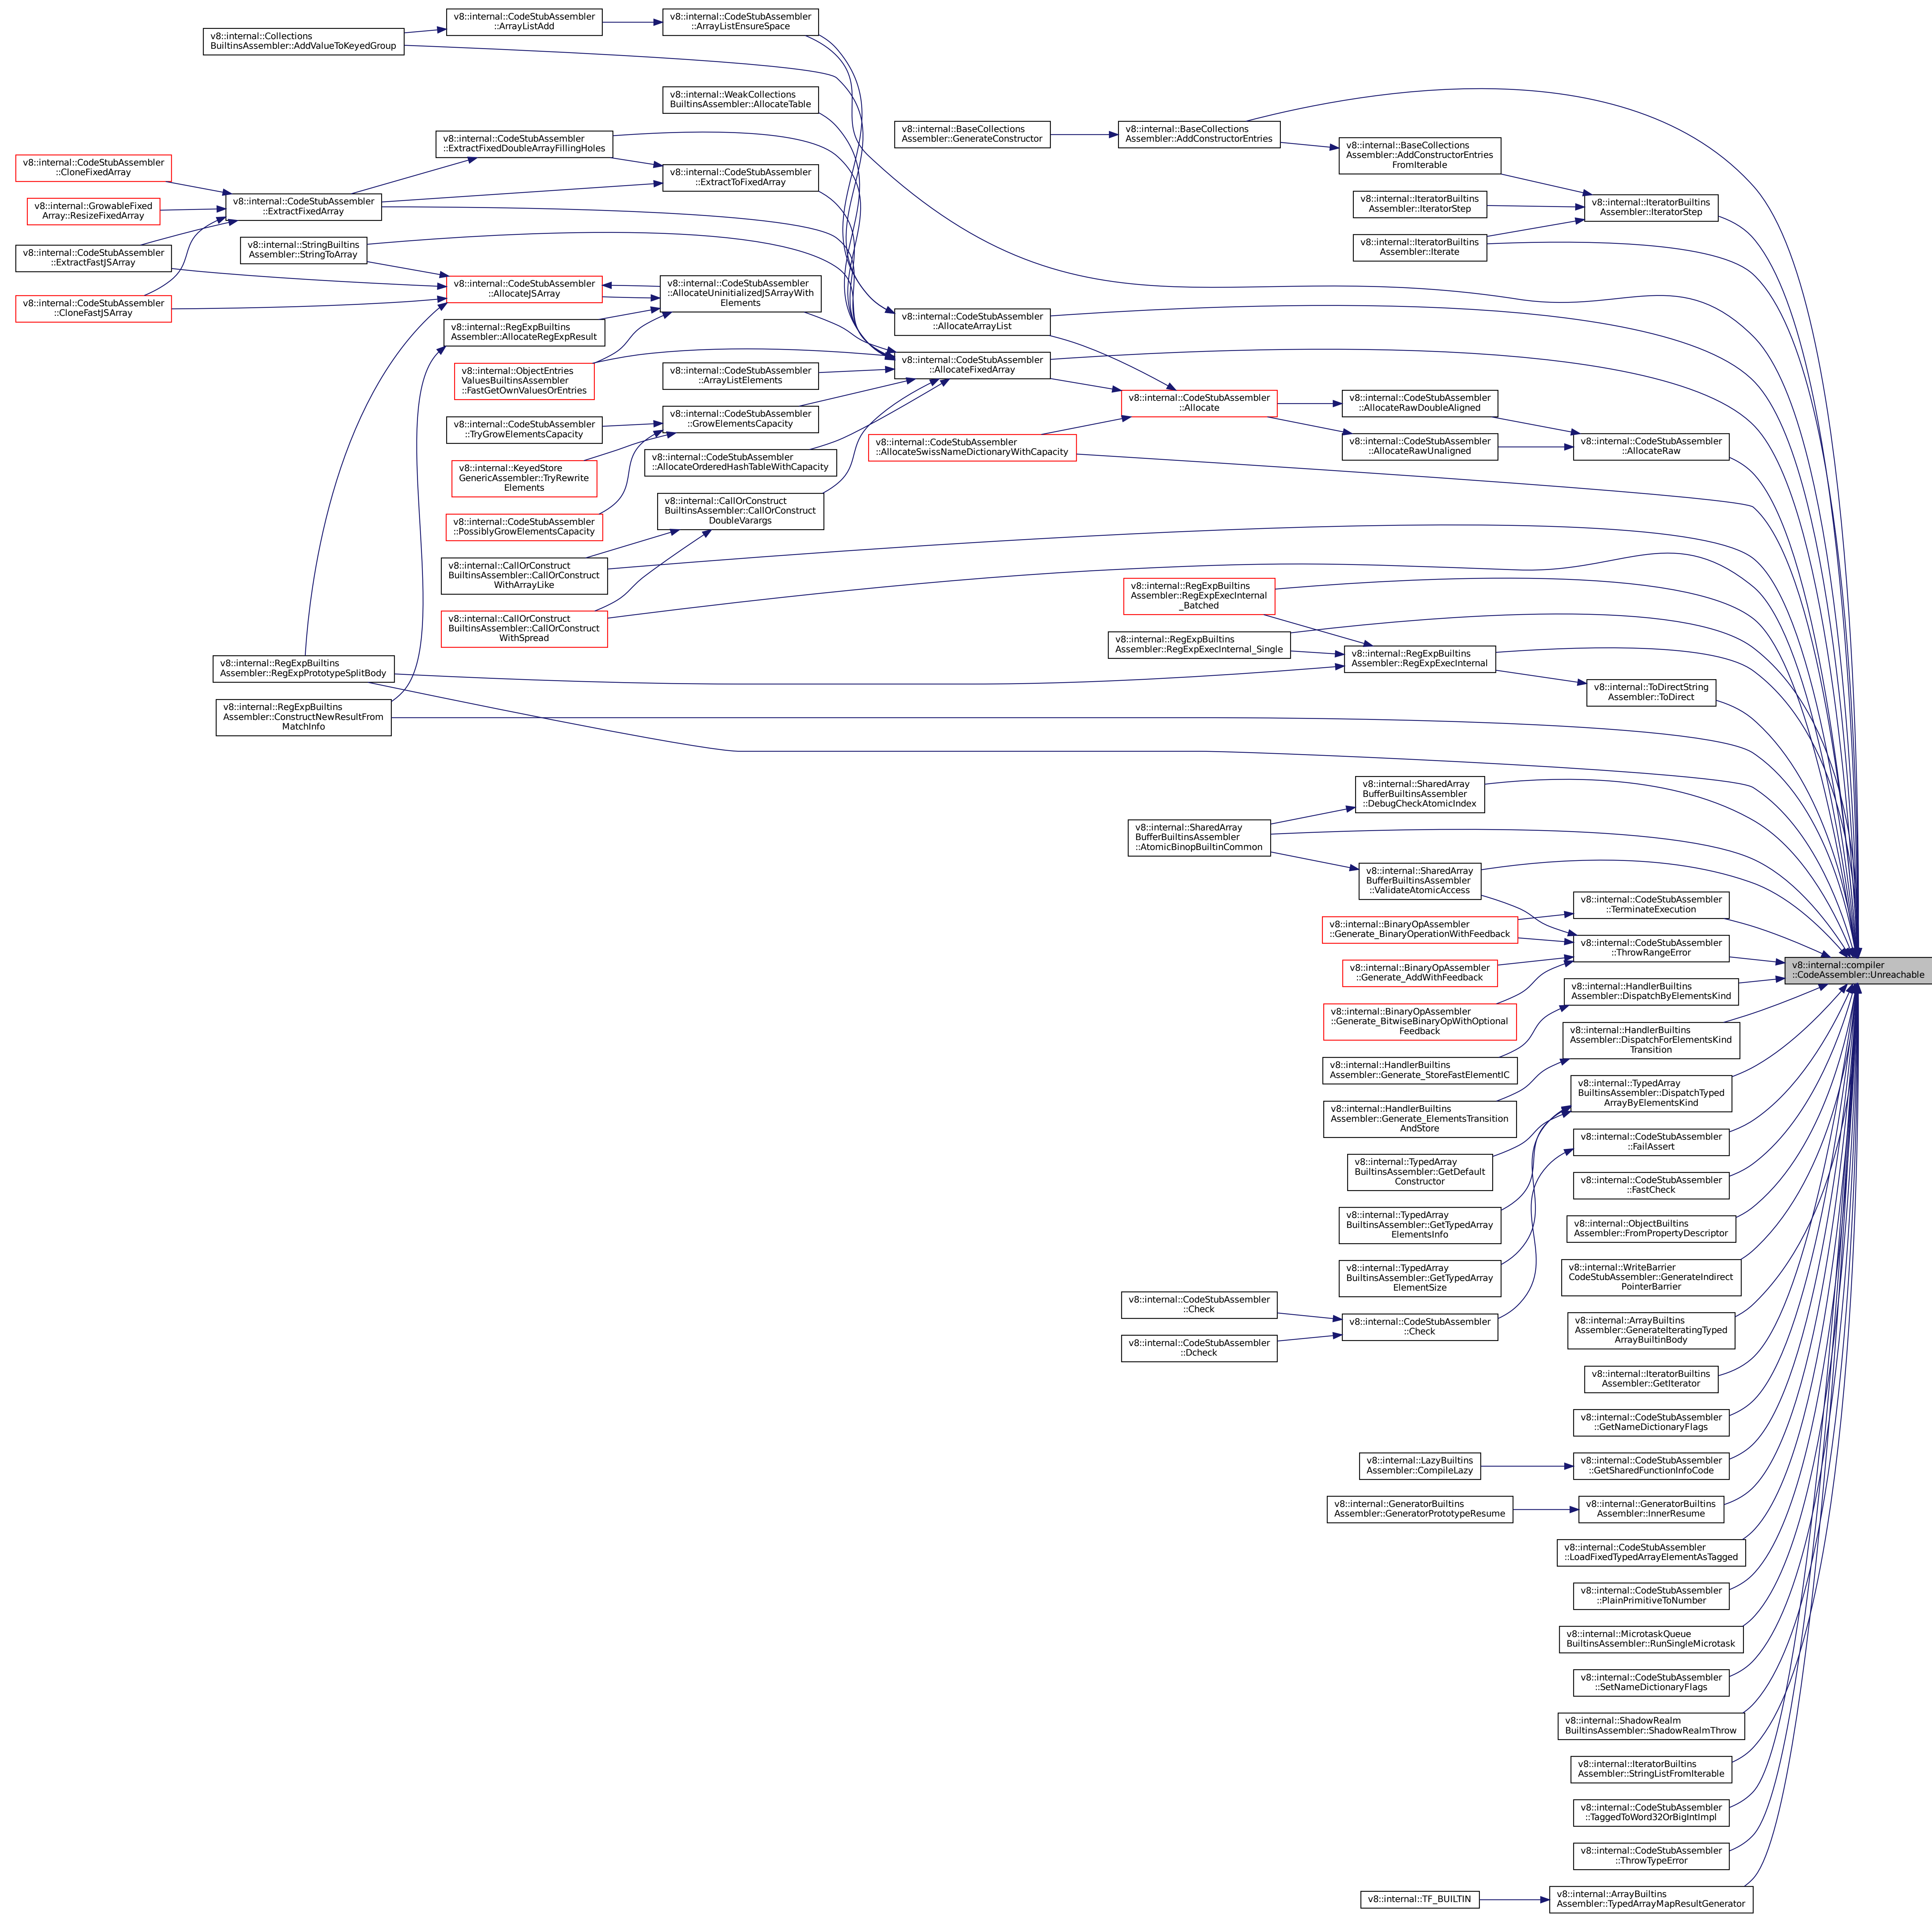 v8::internal::CodeStubAssembler
::ArrayListAdd
v8::internal::CodeStubAssembler
::ArrayListEnsureSpace
v8::internal::Collections
BuiltinsAssembler::AddValueToKeyedGroup
v8::internal::WeakCollections
BuiltinsAssembler::AllocateTable
v8::internal::BaseCollections
Assembler::GenerateConstructor
v8::internal::BaseCollections
Assembler::AddConstructorEntries
v8::internal::BaseCollections
Assembler::AddConstructorEntries
FromIterable
v8::internal::CodeStubAssembler
::ExtractFixedDoubleArrayFillingHoles
v8::internal::CodeStubAssembler
::CloneFixedArray
v8::internal::CodeStubAssembler
::ExtractToFixedArray
v8::internal::GrowableFixed
Array::ResizeFixedArray
v8::internal::CodeStubAssembler
::ExtractFixedArray
v8::internal::IteratorBuiltins
Assembler::IteratorStep
v8::internal::IteratorBuiltins
Assembler::IteratorStep
v8::internal::IteratorBuiltins
Assembler::Iterate
v8::internal::CodeStubAssembler
::ExtractFastJSArray
v8::internal::StringBuiltins
Assembler::StringToArray
v8::internal::CodeStubAssembler
::CloneFastJSArray
v8::internal::CodeStubAssembler
::AllocateJSArray
v8::internal::CodeStubAssembler
::AllocateUninitializedJSArrayWith
Elements
v8::internal::RegExpBuiltins
Assembler::AllocateRegExpResult
v8::internal::CodeStubAssembler
::AllocateArrayList
v8::internal::CodeStubAssembler
::AllocateFixedArray
v8::internal::ObjectEntries
ValuesBuiltinsAssembler
::FastGetOwnValuesOrEntries
v8::internal::CodeStubAssembler
::ArrayListElements
v8::internal::CodeStubAssembler
::Allocate
v8::internal::CodeStubAssembler
::AllocateRawDoubleAligned
v8::internal::CodeStubAssembler
::TryGrowElementsCapacity
v8::internal::CodeStubAssembler
::GrowElementsCapacity
v8::internal::CodeStubAssembler
::AllocateSwissNameDictionaryWithCapacity
v8::internal::CodeStubAssembler
::AllocateRawUnaligned
v8::internal::CodeStubAssembler
::AllocateRaw
v8::internal::KeyedStore
GenericAssembler::TryRewrite
Elements
v8::internal::CodeStubAssembler
::AllocateOrderedHashTableWithCapacity
v8::internal::CodeStubAssembler
::PossiblyGrowElementsCapacity
v8::internal::CallOrConstruct
BuiltinsAssembler::CallOrConstruct
DoubleVarargs
v8::internal::CallOrConstruct
BuiltinsAssembler::CallOrConstruct
WithArrayLike
v8::internal::CallOrConstruct
BuiltinsAssembler::CallOrConstruct
WithSpread
v8::internal::RegExpBuiltins
Assembler::RegExpExecInternal
_Batched
v8::internal::RegExpBuiltins
Assembler::RegExpExecInternal_Single
v8::internal::RegExpBuiltins
Assembler::RegExpExecInternal
v8::internal::RegExpBuiltins
Assembler::RegExpPrototypeSplitBody
v8::internal::ToDirectString
Assembler::ToDirect
v8::internal::RegExpBuiltins
Assembler::ConstructNewResultFrom
MatchInfo
v8::internal::SharedArray
BufferBuiltinsAssembler
::DebugCheckAtomicIndex
v8::internal::SharedArray
BufferBuiltinsAssembler
::AtomicBinopBuiltinCommon
v8::internal::SharedArray
BufferBuiltinsAssembler
::ValidateAtomicAccess
v8::internal::CodeStubAssembler
::TerminateExecution
v8::internal::BinaryOpAssembler
::Generate_BinaryOperationWithFeedback
v8::internal::CodeStubAssembler
::ThrowRangeError
v8::internal::BinaryOpAssembler
::Generate_AddWithFeedback
v8::internal::compiler
::CodeAssembler::Unreachable
v8::internal::HandlerBuiltins
Assembler::DispatchByElementsKind
v8::internal::BinaryOpAssembler
::Generate_BitwiseBinaryOpWithOptional
Feedback
v8::internal::HandlerBuiltins
Assembler::DispatchForElementsKind
Transition
v8::internal::HandlerBuiltins
Assembler::Generate_StoreFastElementIC
v8::internal::TypedArray
BuiltinsAssembler::DispatchTyped
ArrayByElementsKind
v8::internal::HandlerBuiltins
Assembler::Generate_ElementsTransition
AndStore
v8::internal::CodeStubAssembler
::FailAssert
v8::internal::TypedArray
BuiltinsAssembler::GetDefault
Constructor
v8::internal::CodeStubAssembler
::FastCheck
v8::internal::TypedArray
BuiltinsAssembler::GetTypedArray
ElementsInfo
v8::internal::ObjectBuiltins
Assembler::FromPropertyDescriptor
v8::internal::TypedArray
BuiltinsAssembler::GetTypedArray
ElementSize
v8::internal::WriteBarrier
CodeStubAssembler::GenerateIndirect
PointerBarrier
v8::internal::CodeStubAssembler
::Check
v8::internal::CodeStubAssembler
::Check
v8::internal::ArrayBuiltins
Assembler::GenerateIteratingTyped
ArrayBuiltinBody
v8::internal::CodeStubAssembler
::Dcheck
v8::internal::IteratorBuiltins
Assembler::GetIterator
v8::internal::CodeStubAssembler
::GetNameDictionaryFlags
v8::internal::LazyBuiltins
Assembler::CompileLazy
v8::internal::CodeStubAssembler
::GetSharedFunctionInfoCode
v8::internal::GeneratorBuiltins
Assembler::GeneratorPrototypeResume
v8::internal::GeneratorBuiltins
Assembler::InnerResume
v8::internal::CodeStubAssembler
::LoadFixedTypedArrayElementAsTagged
v8::internal::CodeStubAssembler
::PlainPrimitiveToNumber
v8::internal::MicrotaskQueue
BuiltinsAssembler::RunSingleMicrotask
v8::internal::CodeStubAssembler
::SetNameDictionaryFlags
v8::internal::ShadowRealm
BuiltinsAssembler::ShadowRealmThrow
v8::internal::IteratorBuiltins
Assembler::StringListFromIterable
v8::internal::CodeStubAssembler
::TaggedToWord32OrBigIntImpl
v8::internal::CodeStubAssembler
::ThrowTypeError
v8::internal::TF_BUILTIN
v8::internal::ArrayBuiltins
Assembler::TypedArrayMapResultGenerator